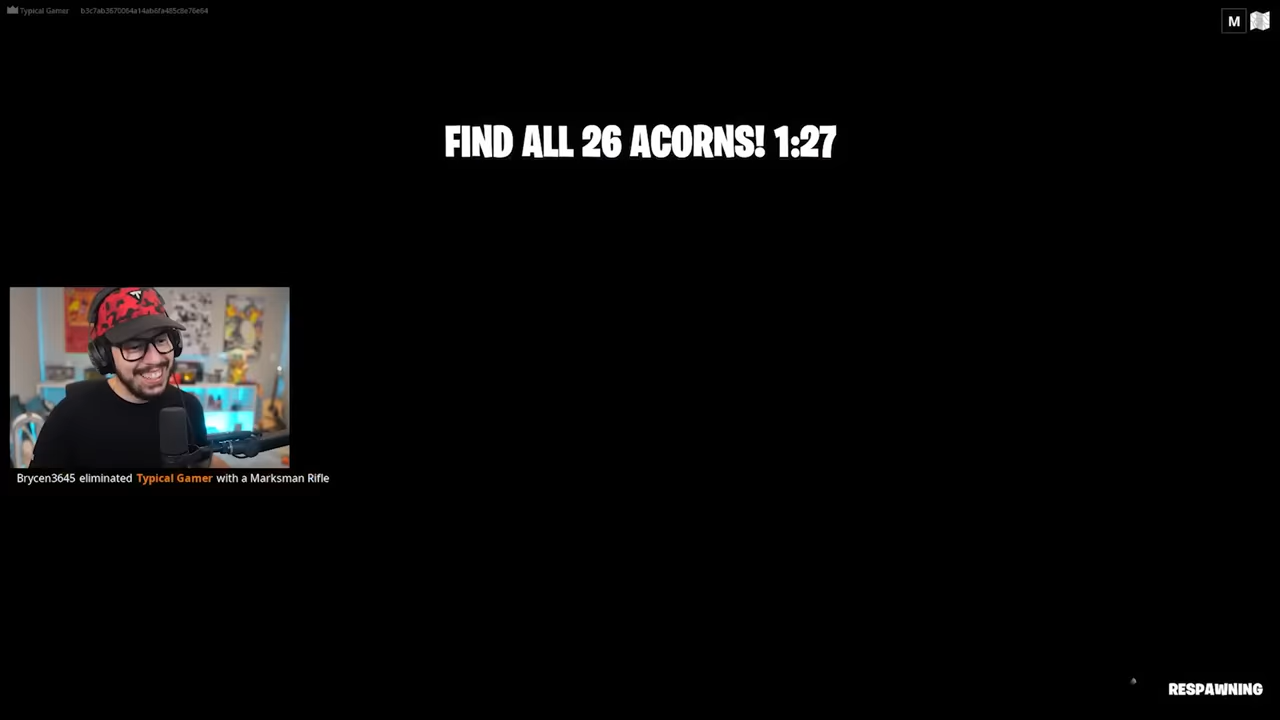 Typical Gamer
M
FIND ALL 26 ACORNS! 1:27
Brycen3645 eliminated Typical Gamer with a Marksman Rifle
RESPAWNING